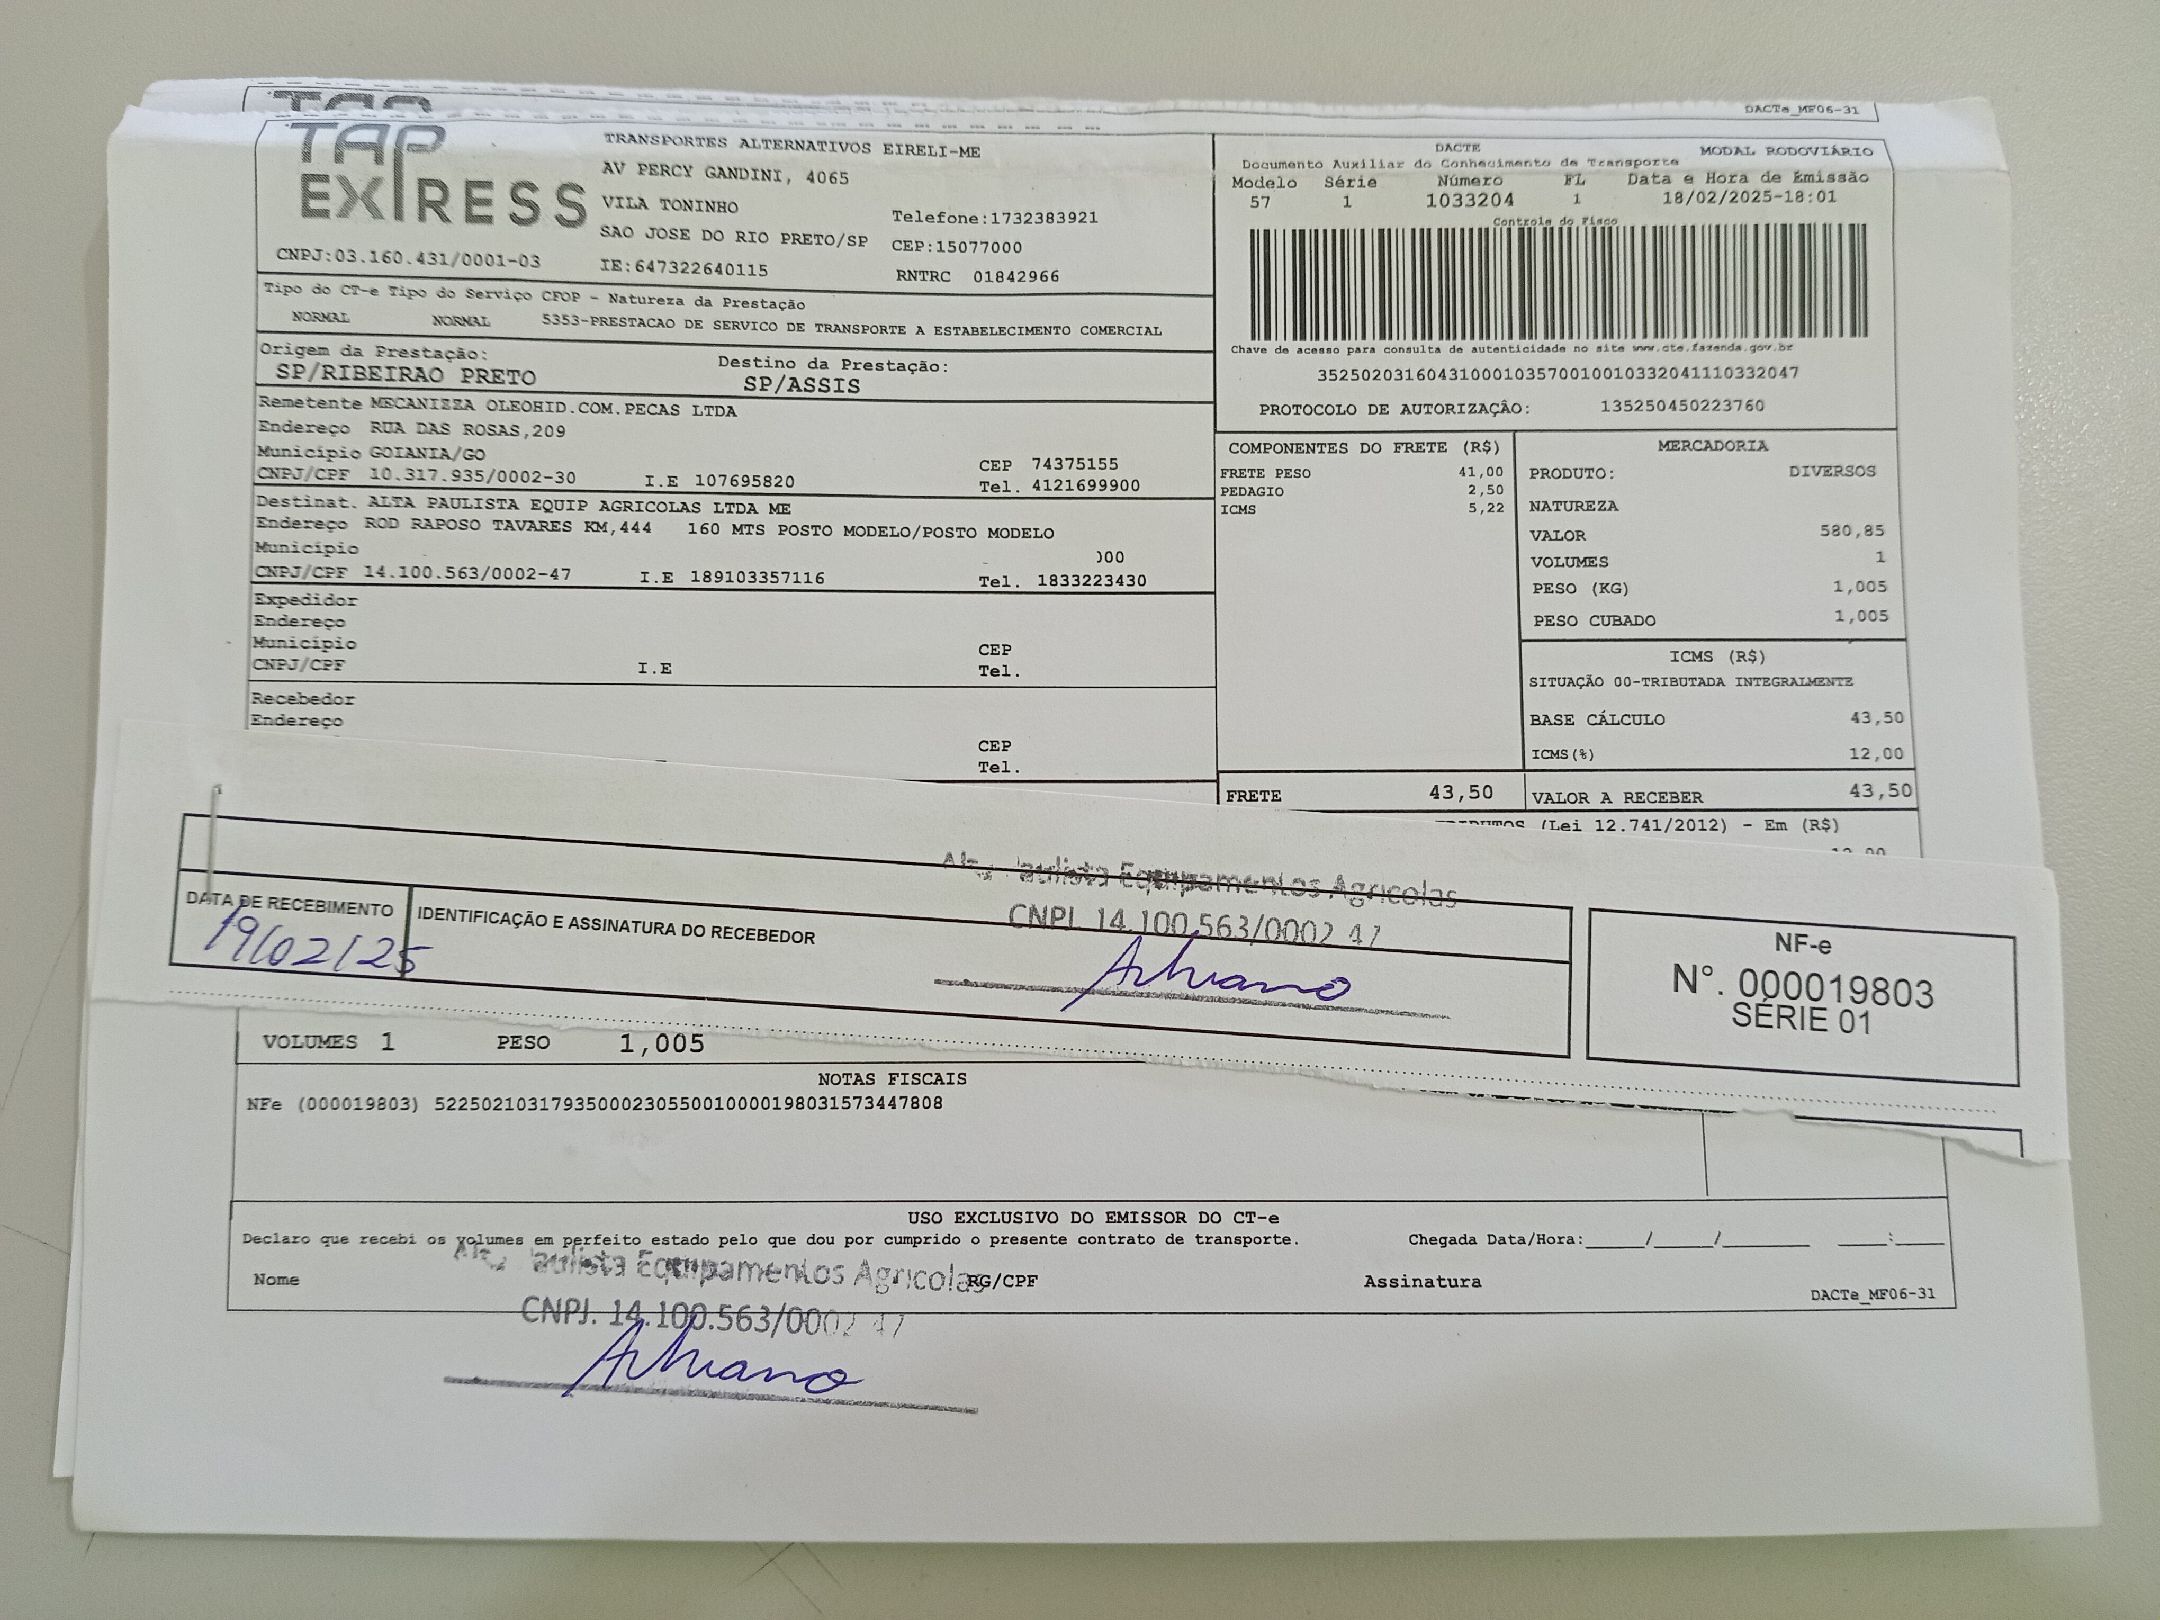 DACTe_MF06-31
TAP EXPRESS
TRANSPORTES ALTERNATIVOS EIRELI-ME
AV PERCY GANDINI, 4065
VILA TONINHO
Telefone:1732383921
SAO JOSE DO RIO PRETO/SP CEP:15077000
CNPJ:03.160.431/0001-03 IE:647322640115 RNTRC 01842966
DACTE MODAL RODOVIÁRIO
Documento Auxiliar do Conhecimento de Transporte
Modelo Série Número FL Data e Hora de Emissão
57 1 1033204 1 18/02/2025-18:01
Controle do Fisco
Chave de acesso para consulta de autenticidade no site www.cte.fazenda.gov.br
35250203160431000103570010010332041110332047
PROTOCOLO DE AUTORIZAÇÃO: 135250450223760
Tipo do CT-e Tipo do Serviço CFOP - Natureza da Prestação
NORMAL NORMAL 5353-PRESTACAO DE SERVICO DE TRANSPORTE A ESTABELECIMENTO COMERCIAL
Origem da Prestação: Destino da Prestação:
SP/RIBEIRAO PRETO SP/ASSIS
Remetente MECANIZZA OLEOHID.COM.PECAS LTDA
Endereço RUA DAS ROSAS,209
Município GOIANIA/GO CEP 74375155
CNPJ/CPF 10.317.935/0002-30 I.E 107695820 Tel. 4121699900
Destinat. ALTA PAULISTA EQUIP AGRICOLAS LTDA ME
Endereço ROD RAPOSO TAVARES KM,444 160 MTS POSTO MODELO/POSTO MODELO
Município 000
CNPJ/CPF 14.100.563/0002-47 I.E 189103357116 Tel. 1833223430
Expedidor
Endereço
Município CEP
CNPJ/CPF I.E Tel.
Recebedor
Endereço
CEP
Tel.
COMPONENTES DO FRETE (R$)
FRETE PESO 41,00
PEDAGIO 2,50
ICMS 5,22
MERCADORIA
PRODUTO: DIVERSOS
NATUREZA
VALOR 580,85
VOLUMES 1
PESO (KG) 1,005
PESO CUBADO 1,005
ICMS (R$)
SITUAÇÃO 00-TRIBUTADA INTEGRALMENTE
BASE CÁLCULO 43,50
ICMS(%) 12,00
FRETE 43,50 VALOR A RECEBER 43,50
(Lei 12.741/2012) - Em (R$)
Paulista Equipamentos Agricolas
CNPJ. 14.100.563/0002 47
DATA DE RECEBIMENTO IDENTIFICAÇÃO E ASSINATURA DO RECEBEDOR
19/02/25
Adriano
NF-e
N°. 000019803
SÉRIE 01
VOLUMES 1 PESO 1,005
NOTAS FISCAIS
NFe (000019803) 52250210317935000230550010000198031573447808
USO EXCLUSIVO DO EMISSOR DO CT-e
Declaro que recebi os volumes em perfeito estado pelo que dou por cumprido o presente contrato de transporte. Chegada Data/Hora:_____/_____/_______ ____:____
Paulista Equipamentos Agricolas
Nome RG/CPF Assinatura
DACTe_MF06-31
CNPJ. 14.100.563/0002 47
Adriano